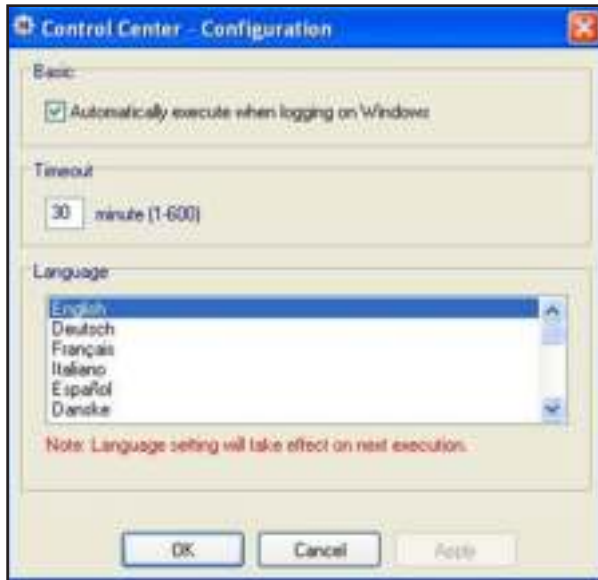 Control Center - Configuration
Basic
Automatically execute when logging on Windows
Timeout
30 minute (1-600)
Language
English
Deutsch
Français
Italiano
Español
Danske
Note: Language setting will take effect on next execution.
OK Cancel Apply